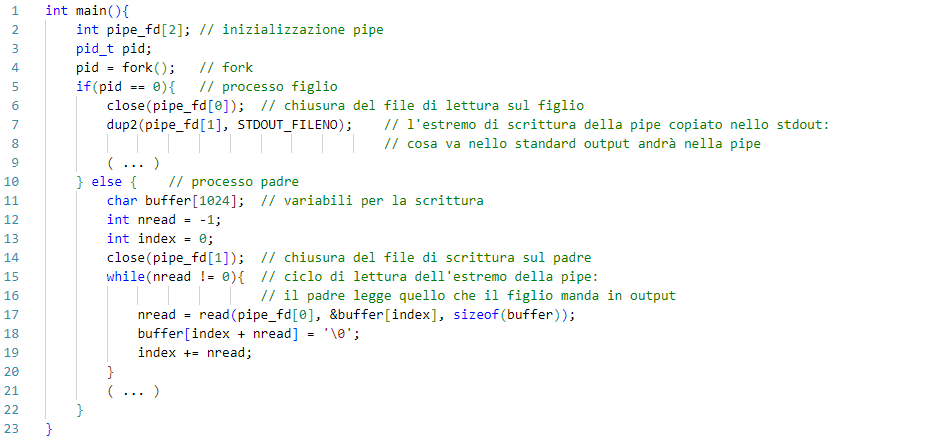 1 int main(){
2 int pipe_fd[2]; // inizializzazione pipe
3 pid_t pid;
4 pid = fork(); // fork
5 if(pid == 0){ // processo figlio
6 close(pipe_fd[0]); // chiusura del file di lettura sul figlio
7 dup2(pipe_fd[1], STDOUT_FILENO); // l'estremo di scrittura della pipe copiato nello stdout:
8 // cosa va nello standard output andrà nella pipe
9 ( ... )
10 } else { // processo padre
11 char buffer[1024]; // variabili per la scrittura
12 int nread = -1;
13 int index = 0;
14 close(pipe_fd[1]); // chiusura del file di scrittura sul padre
15 while(nread != 0){ // ciclo di lettura dell'estremo della pipe:
16 // il padre legge quello che il figlio manda in output
17 nread = read(pipe_fd[0], &buffer[index], sizeof(buffer));
18 buffer[index + nread] = '\0';
19 index += nread;
20 }
21 ( ... )
22 }
23 }